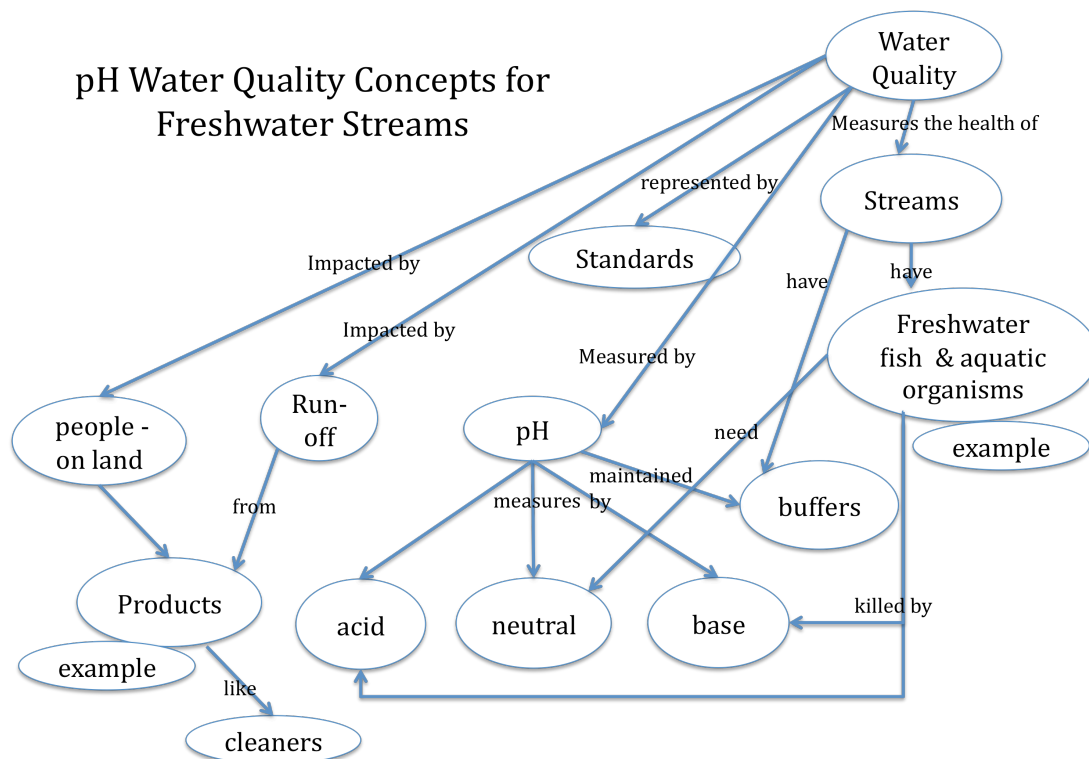 pH Water Quality Concepts for
Freshwater Streams
Water
Quality
Measures the health of
represented by
Streams
Standards
Impacted by
have
have
Impacted by
Freshwater
fish & aquatic
organisms
Measured by
people -
on land
Run-
off
pH
need
example
maintained
measures by
buffers
from
Products
acid
neutral
base
killed by
example
like
cleaners